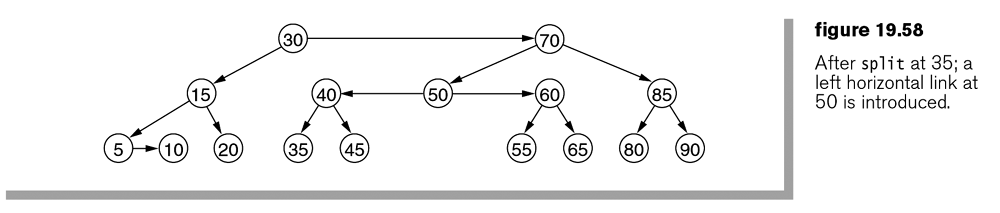 30 70
15 40 50 60 85
5 10 20 35 45 55 65 80 90
figure 19.58
After split at 35; a
left horizontal link at
50 is introduced.